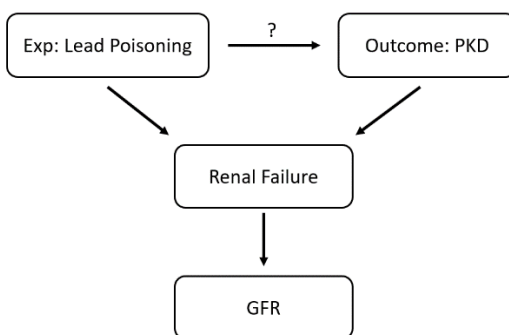 Exp: Lead Poisoning
?
Outcome: PKD
Renal Failure
GFR